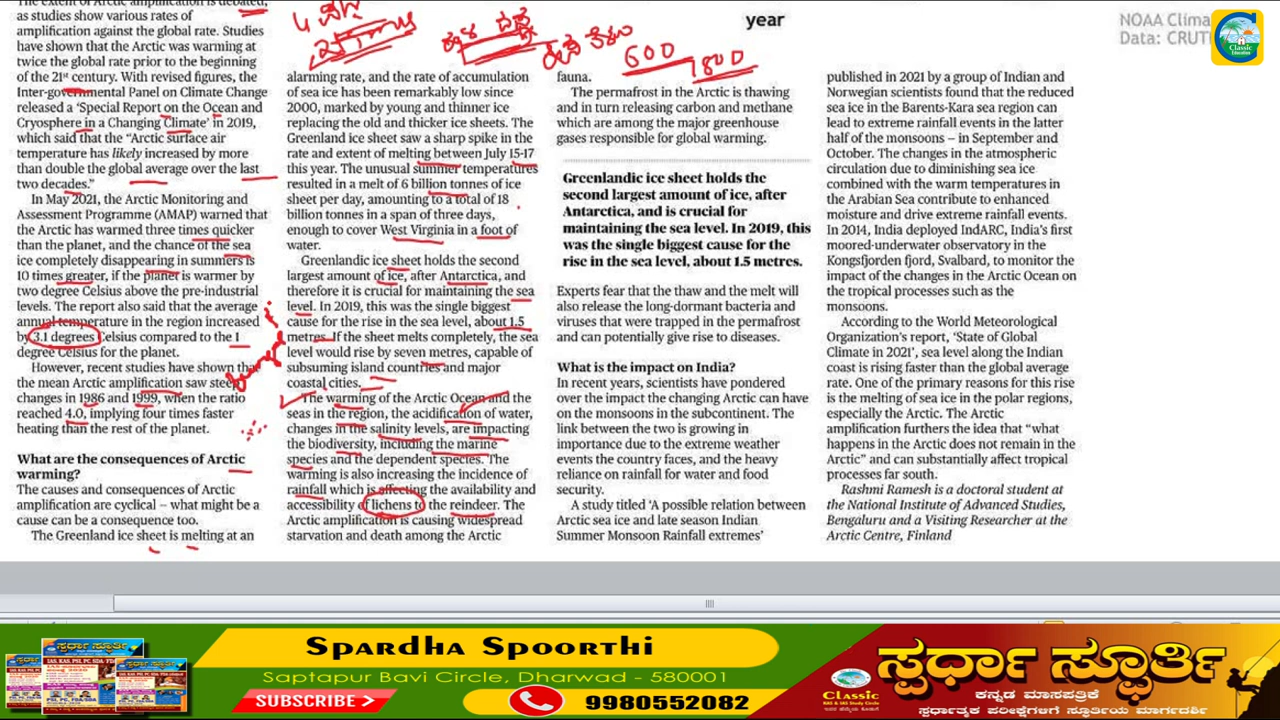 year
NOAA Clima
Data: CRUT
Classic
Education
The extent of Arctic amplification is debated,
as studies show various rates of
amplification against the global rate. Studies
have shown that the Arctic was warming at
twice the global rate prior to the beginning
of the 21st century. With revised figures, the
Inter-governmental Panel on Climate Change
released a ‘Special Report on the Ocean and
Cryosphere in a Changing Climate’ in 2019,
which said that the “Arctic surface air
temperature has likely increased by more
than double the global average over the last
two decades.”
In May 2021, the Arctic Monitoring and
Assessment Programme (AMAP) warned that
the Arctic has warmed three times quicker
than the planet, and the chance of the sea
ice completely disappearing in summers is
10 times greater, if the planet is warmer by
two degree Celsius above the pre-industrial
levels. The report also said that the average
annual temperature in the region increased
by 3.1 degrees Celsius compared to the 1
degree Celsius for the planet.
However, recent studies have shown that
the mean Arctic amplification saw steep
changes in 1986 and 1999, when the ratio
reached 4.0, implying four times faster
heating than the rest of the planet.
What are the consequences of Arctic
warming?
The causes and consequences of Arctic
amplification are cyclical – what might be a
cause can be a consequence too.
The Greenland ice sheet is melting at an
600
1800
alarming rate, and the rate of accumulation
of sea ice has been remarkably low since
2000, marked by young and thinner ice
replacing the old and thicker ice sheets. The
Greenland ice sheet saw a sharp spike in the
rate and extent of melting between July 15-17
this year. The unusual summer temperatures
resulted in a melt of 6 billion tonnes of ice
sheet per day, amounting to a total of 18
billion tonnes in a span of three days,
enough to cover West Virginia in a foot of
water.
Greenlandic ice sheet holds the second
largest amount of ice, after Antarctica, and
therefore it is crucial for maintaining the sea
level. In 2019, this was the single biggest
cause for the rise in the sea level, about 1.5
metres. If the sheet melts completely, the sea
level would rise by seven metres, capable of
subsuming island countries and major
coastal cities.
The warming of the Arctic Ocean and the
seas in the region, the acidification of water,
changes in the salinity levels, are impacting
the biodiversity, including the marine
species and the dependent species. The
warming is also increasing the incidence of
rainfall which is affecting the availability and
accessibility of lichens to the reindeer. The
Arctic amplification is causing widespread
starvation and death among the Arctic
fauna.
The permafrost in the Arctic is thawing
and in turn releasing carbon and methane
which are among the major greenhouse
gases responsible for global warming.
Greenlandic ice sheet holds the
second largest amount of ice, after
Antarctica, and is crucial for
maintaining the sea level. In 2019, this
was the single biggest cause for the
rise in the sea level, about 1.5 metres.
Experts fear that the thaw and the melt will
also release the long-dormant bacteria and
viruses that were trapped in the permafrost
and can potentially give rise to diseases.
What is the impact on India?
In recent years, scientists have pondered
over the impact the changing Arctic can have
on the monsoons in the subcontinent. The
link between the two is growing in
importance due to the extreme weather
events the country faces, and the heavy
reliance on rainfall for water and food
security.
A study titled ‘A possible relation between
Arctic sea ice and late season Indian
Summer Monsoon Rainfall extremes’
published in 2021 by a group of Indian and
Norwegian scientists found that the reduced
sea ice in the Barents-Kara sea region can
lead to extreme rainfall events in the latter
half of the monsoons – in September and
October. The changes in the atmospheric
circulation due to diminishing sea ice
combined with the warm temperatures in
the Arabian Sea contribute to enhanced
moisture and drive extreme rainfall events.
In 2014, India deployed IndARC, India’s first
moored-underwater observatory in the
Kongsfjorden fjord, Svalbard, to monitor the
impact of the changes in the Arctic Ocean on
the tropical processes such as the
monsoons.
According to the World Meteorological
Organization’s report, ‘State of Global
Climate in 2021’, sea level along the Indian
coast is rising faster than the global average
rate. One of the primary reasons for this rise
is the melting of sea ice in the polar regions,
especially the Arctic. The Arctic
amplification furthers the idea that “what
happens in the Arctic does not remain in the
Arctic” and can substantially affect tropical
processes far south.
Rashmi Ramesh is a doctoral student at
the National Institute of Advanced Studies,
Bengaluru and a Visiting Researcher at the
Arctic Centre, Finland
Spardha Spoorthi
Saptapur Bavi Circle, Dharwad - 580001
SUBSCRIBE
9980552082
Classic
KAS & IAS Study Circle
ಸ್ಪರ್ಧಾ ಸ್ಫೂರ್ತಿ
ಕನ್ನಡ ಮಾಸಪತ್ರಿಕೆ
ಸ್ಪರ್ಧಾತ್ಮಕ ಪರೀಕ್ಷೆಗಳಿಗೆ ಸ್ಫೂರ್ತಿಯ ಮಾರ್ಗದರ್ಶಿ